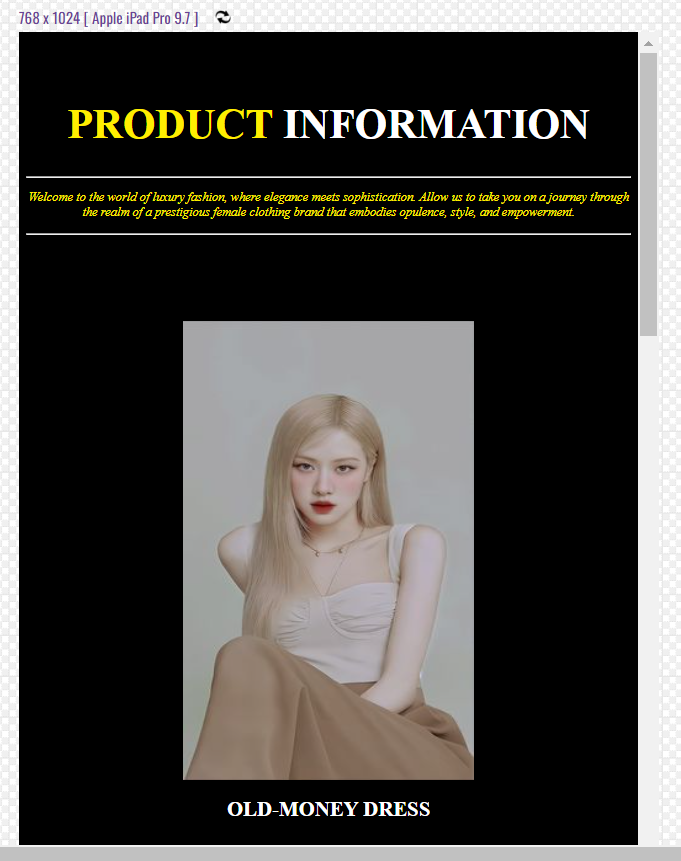 768 x 1024 [ Apple iPad Pro 9.7 ]
PRODUCT INFORMATION
Welcome to the world of luxury fashion, where elegance meets sophistication. Allow us to take you on a journey through
the realm of a prestigious female clothing brand that embodies opulence, style, and empowerment.
OLD-MONEY DRESS